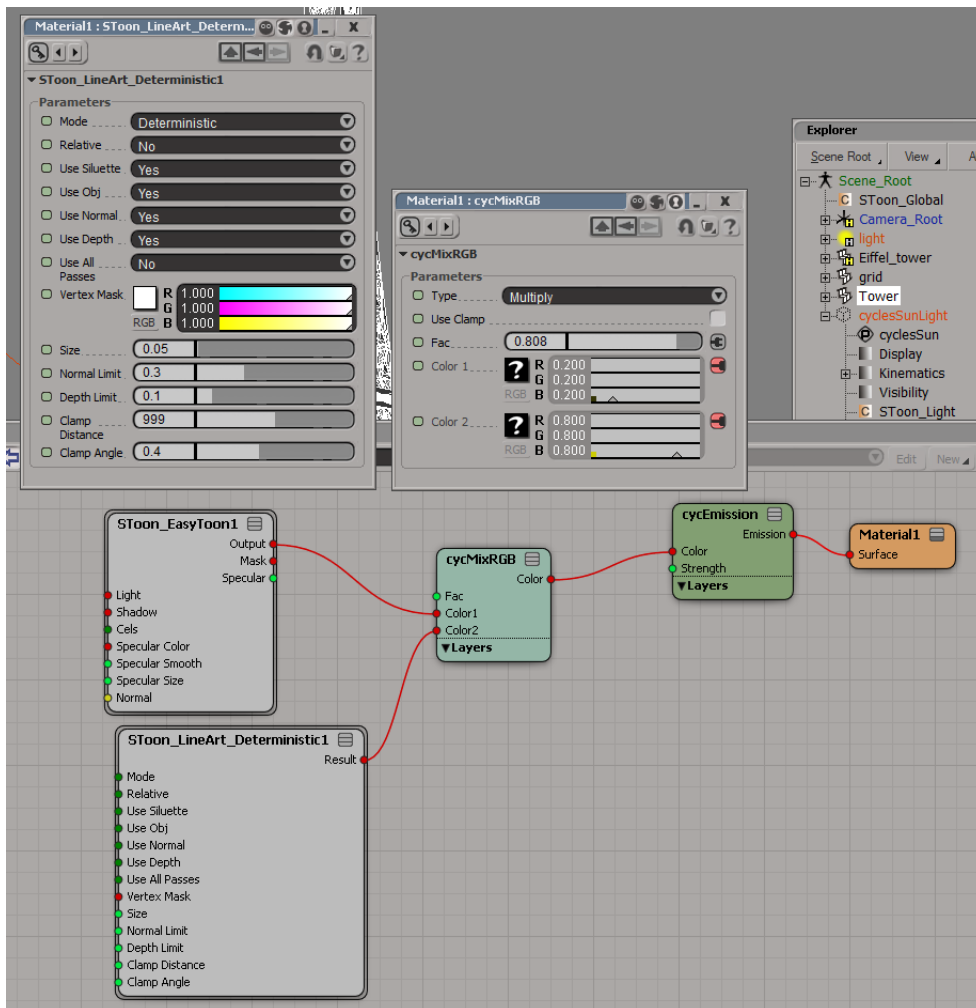 Material1 : SToon_LineArt_Determ...
SToon_LineArt_Deterministic1
Parameters
Mode Deterministic
Relative No
Use Siluette Yes
Use Obj Yes
Use Normal Yes
Use Depth Yes
Use All Passes No
Vertex Mask R 1.000
G 1.000
RGB B 1.000
Size 0.05
Normal Limit 0.3
Depth Limit 0.1
Clamp Distance 999
Clamp Angle 0.4
Material1 : cycMixRGB
cycMixRGB
Parameters
Type Multiply
Use Clamp
Fac 0.808
Color 1 ? R 0.200
G 0.200
RGB B 0.200
Color 2 ? R 0.800
G 0.800
RGB B 0.800
Explorer
Scene Root View A
Scene_Root
C SToon_Global
Camera_Root
light
Eiffel_tower
grid
Tower
cyclesSunLight
cyclesSun
Display
Kinematics
Visibility
C SToon_Light
Edit New
SToon_EasyToon1
Output
Mask
Specular
Light
Shadow
Cels
Specular Color
Specular Smooth
Specular Size
Normal
SToon_LineArt_Deterministic1
Result
Mode
Relative
Use Siluette
Use Obj
Use Normal
Use Depth
Use All Passes
Vertex Mask
Size
Normal Limit
Depth Limit
Clamp Distance
Clamp Angle
cycMixRGB
Color
Fac
Color1
Color2
Layers
cycEmission
Emission
Color
Strength
Layers
Material1
Surface